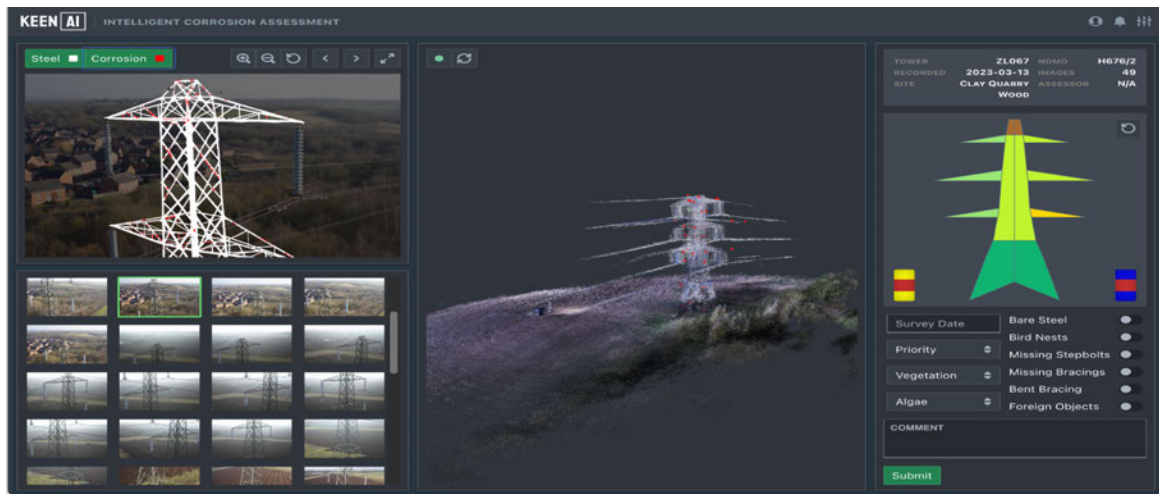 KEEN AI INTELLIGENT CORROSION ASSESSMENT
Steel Corrosion
TOWER ZL067 NOMO H676/2
RECORDED 2023-03-13 IMAGES 49
SITE CLAY QUARRY ASSESSOR N/A
WOOD
Survey Date
Priority
Vegetation
Algae
Bare Steel
Bird Nests
Missing Stepbolts
Missing Bracings
Bent Bracing
Foreign Objects
COMMENT
Submit